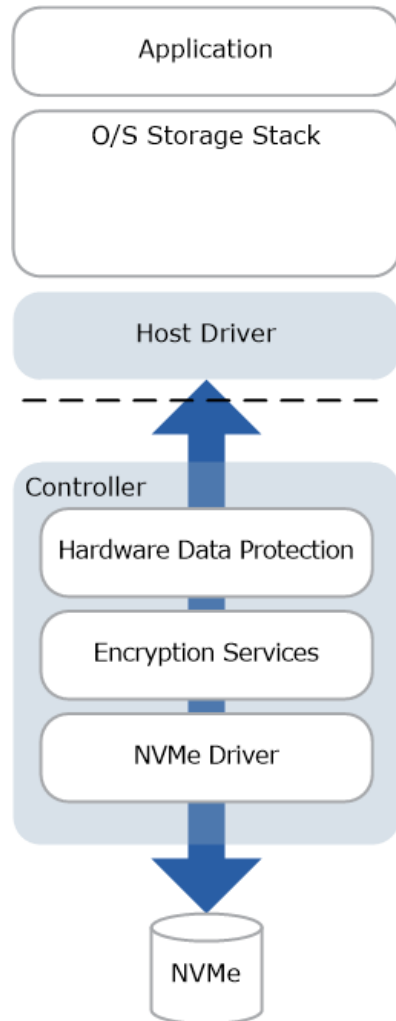 Application
O/S Storage Stack
Host Driver
Controller
Hardware Data Protection
Encryption Services
NVMe Driver
NVMe